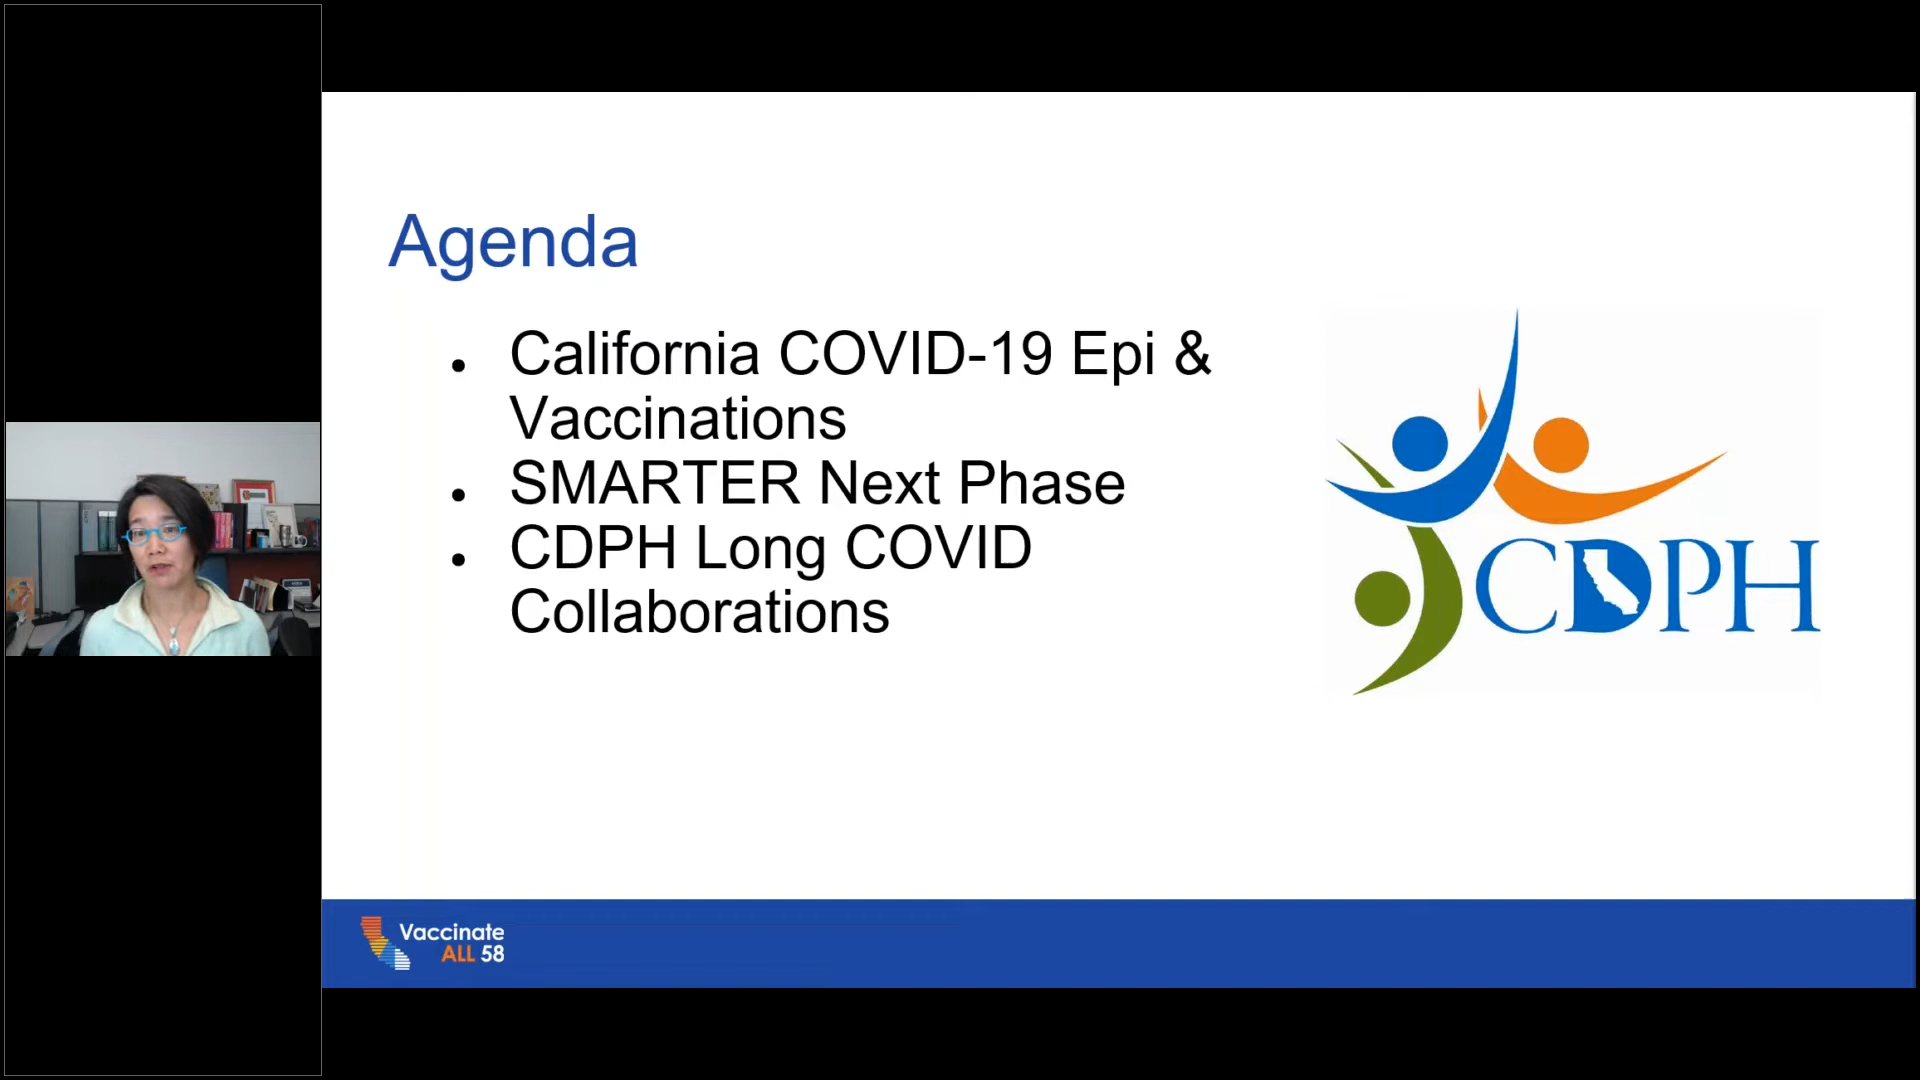 Agenda
• California COVID-19 Epi &
Vaccinations
• SMARTER Next Phase
• CDPH Long COVID
Collaborations
CDPH
Vaccinate
ALL 58